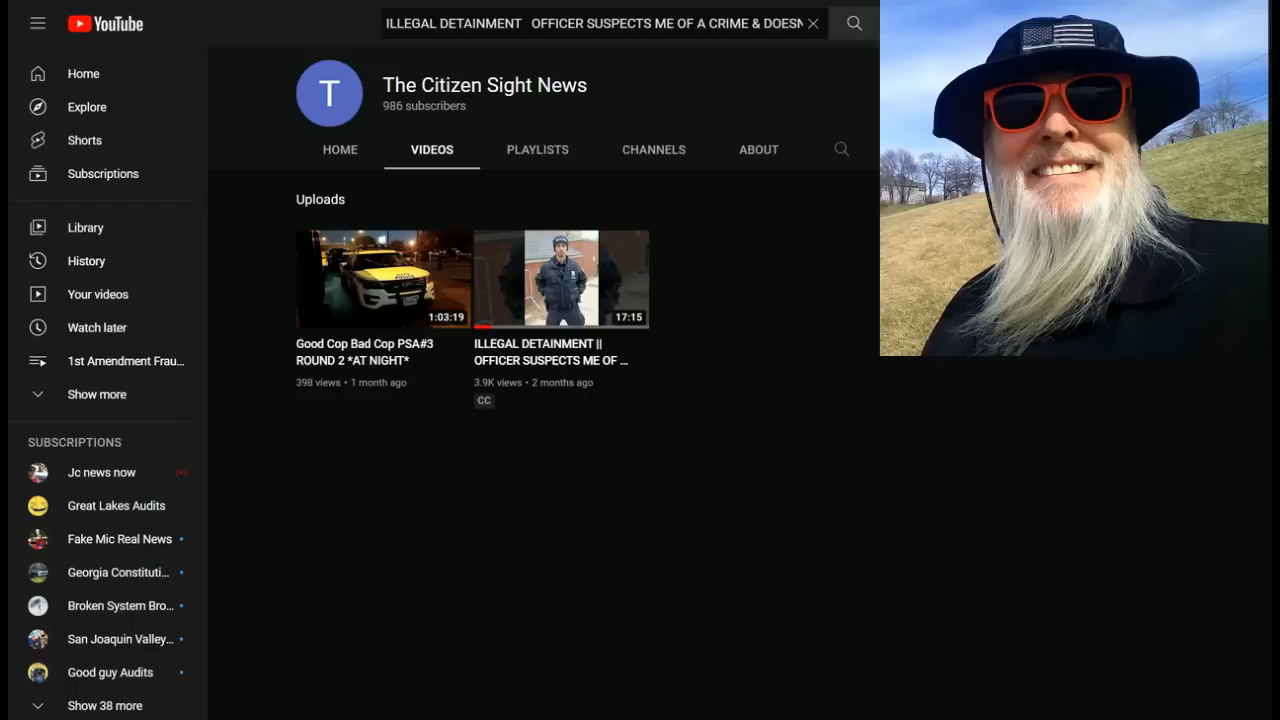 YouTube
ILLEGAL DETAINMENT OFFICER SUSPECTS ME OF A CRIME & DOESN
Home
Explore
Shorts
Subscriptions
Library
History
Your videos
Watch later
1st Amendment Frau...
Show more
SUBSCRIPTIONS
Jc news now
Great Lakes Audits
Fake Mic Real News
Georgia Constituti...
Broken System Bro...
San Joaquin Valley...
Good guy Audits
Show 38 more
T
The Citizen Sight News
986 subscribers
HOME
VIDEOS
PLAYLISTS
CHANNELS
ABOUT
Uploads
1:03:19
Good Cop Bad Cop PSA#3
ROUND 2 *AT NIGHT*
398 views • 1 month ago
17:15
ILLEGAL DETAINMENT ||
OFFICER SUSPECTS ME OF ...
3.9K views • 2 months ago
CC